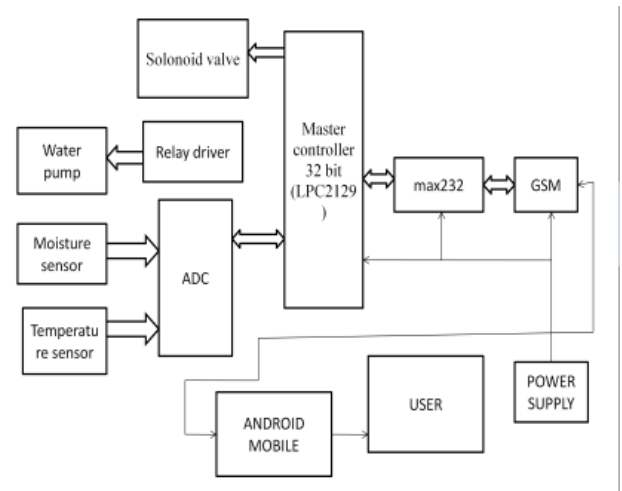 Solonoid valve
Master
controller
32 bit
(LPC2129
)
Water
pump
Relay driver
max232
GSM
Moisture
sensor
ADC
Temperatu
re sensor
ANDROID
MOBILE
USER
POWER
SUPPLY